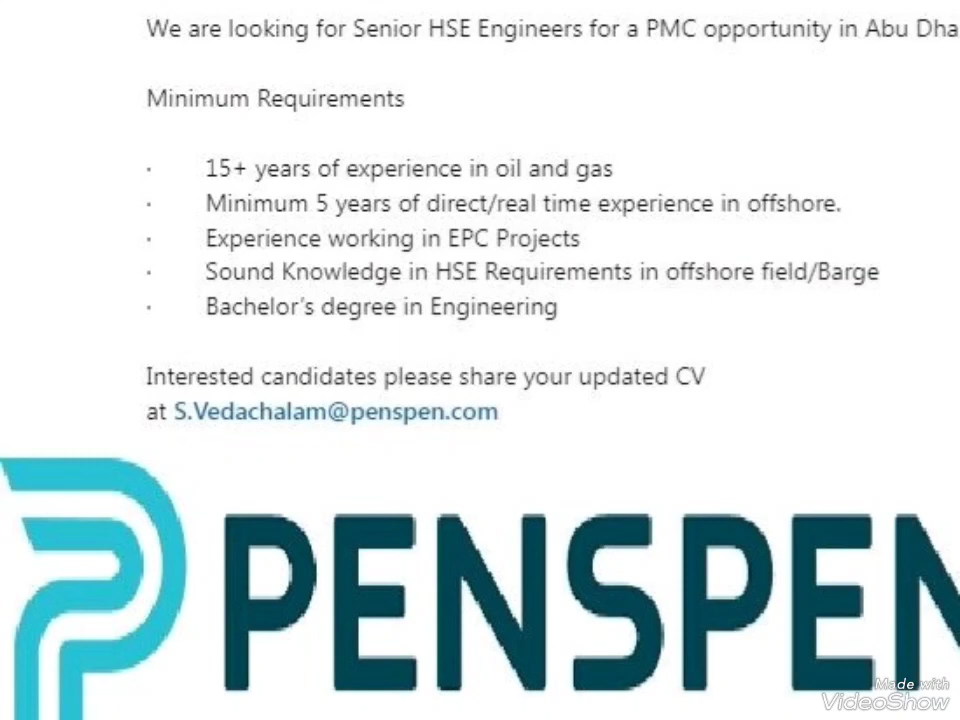 We are looking for Senior HSE Engineers for a PMC opportunity in Abu Dha
Minimum Requirements
· 15+ years of experience in oil and gas
· Minimum 5 years of direct/real time experience in offshore.
· Experience working in EPC Projects
· Sound Knowledge in HSE Requirements in offshore field/Barge
· Bachelor's degree in Engineering
Interested candidates please share your updated CV
at S.Vedachalam@penspen.com
PENSPEN
Made with
VideoShow